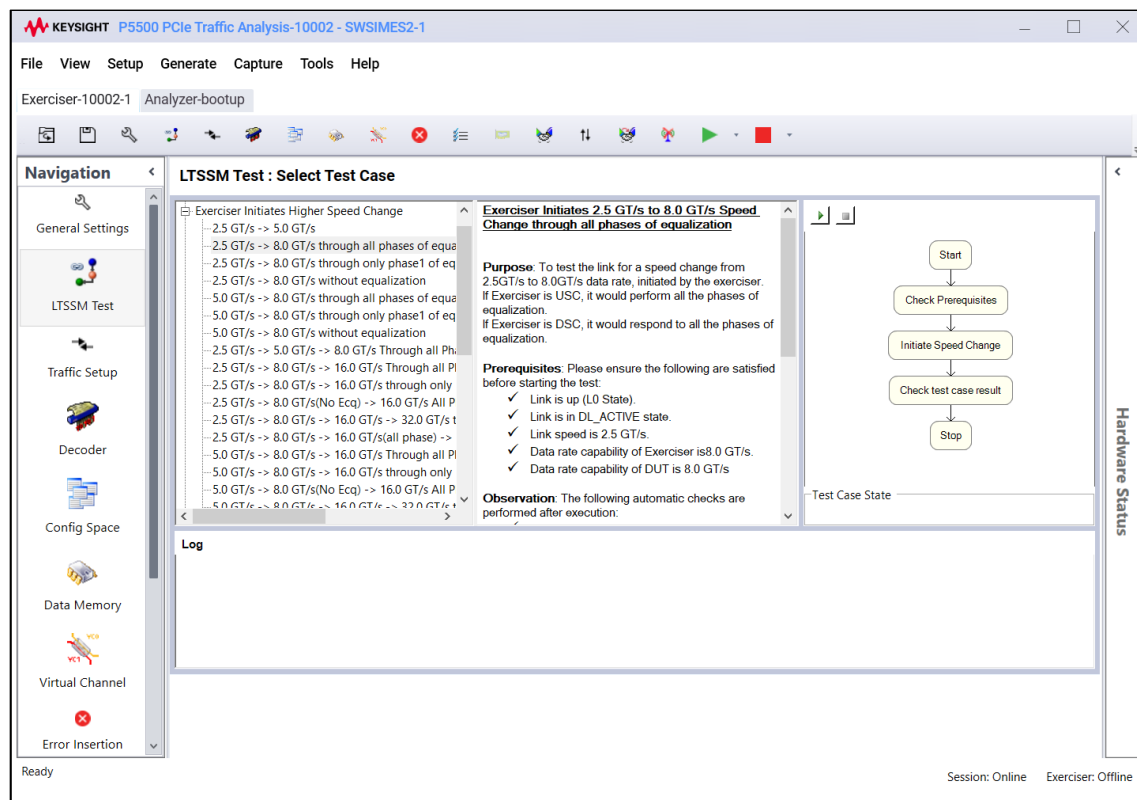 KEYSIGHT P5500 PCIe Traffic Analysis-10002 - SWSIMES2-1
File View Setup Generate Capture Tools Help
Exerciser-10002-1 Analyzer-bootup
Navigation
General Settings
LTSSM Test
Traffic Setup
Decoder
Config Space
Data Memory
VC0
VC1
Virtual Channel
Error Insertion
LTSSM Test : Select Test Case
Exerciser Initiates Higher Speed Change
2.5 GT/s -> 5.0 GT/s
2.5 GT/s -> 8.0 GT/s through all phases of equa
2.5 GT/s -> 8.0 GT/s through only phase1 of eq
2.5 GT/s -> 8.0 GT/s without equalization
5.0 GT/s -> 8.0 GT/s through all phases of equa
5.0 GT/s -> 8.0 GT/s through only phase1 of eq
5.0 GT/s -> 8.0 GT/s without equalization
2.5 GT/s -> 5.0 GT/s -> 8.0 GT/s Through all Pha
2.5 GT/s -> 8.0 GT/s -> 16.0 GT/s Through all Pl
2.5 GT/s -> 8.0 GT/s -> 16.0 GT/s through only
2.5 GT/s -> 8.0 GT/s(No Ecq) -> 16.0 GT/s All P
2.5 GT/s -> 8.0 GT/s -> 16.0 GT/s -> 32.0 GT/s t
2.5 GT/s -> 8.0 GT/s -> 16.0 GT/s(all phase) ->
5.0 GT/s -> 8.0 GT/s -> 16.0 GT/s Through all Pl
5.0 GT/s -> 8.0 GT/s -> 16.0 GT/s through only
5.0 GT/s -> 8.0 GT/s(No Ecq) -> 16.0 GT/s All P
5.0 GT/s -> 8.0 GT/s -> 16.0 GT/s -> 32.0 GT/s t
Exerciser Initiates 2.5 GT/s to 8.0 GT/s Speed
Change through all phases of equalization
Purpose: To test the link for a speed change from
2.5GT/s to 8.0GT/s data rate, initiated by the exerciser.
If Exerciser is USC, it would perform all the phases of
equalization.
If Exerciser is DSC, it would respond to all the phases of
equalization.
Prerequisites: Please ensure the following are satisfied
before starting the test:
✓ Link is up (L0 State).
✓ Link is in DL_ACTIVE state.
✓ Link speed is 2.5 GT/s.
✓ Data rate capability of Exerciser is8.0 GT/s.
✓ Data rate capability of DUT is 8.0 GT/s
Observation: The following automatic checks are
performed after execution:
Start
Check Prerequisites
Initiate Speed Change
Check test case result
Stop
Test Case State
Hardware Status
Log
Ready
Session: Online Exerciser: Offline